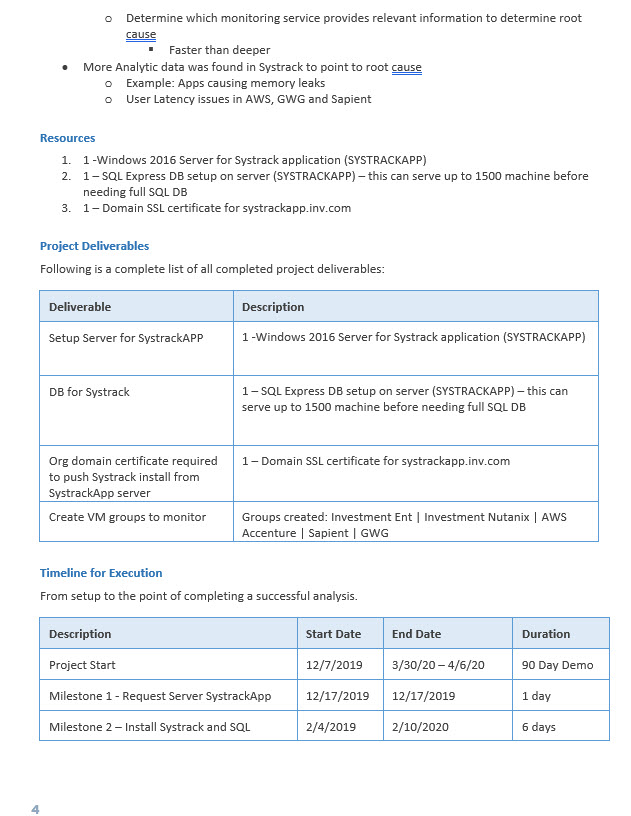 o Determine which monitoring service provides relevant information to determine root
cause
▪ Faster than deeper
• More Analytic data was found in Systrack to point to root cause
o Example: Apps causing memory leaks
o User Latency issues in AWS, GWG and Sapient
Resources
1. 1 -Windows 2016 Server for Systrack application (SYSTRACKAPP)
2. 1 – SQL Express DB setup on server (SYSTRACKAPP) – this can serve up to 1500 machine before
needing full SQL DB
3. 1 – Domain SSL certificate for systrackapp.inv.com
Project Deliverables
Following is a complete list of all completed project deliverables:
Deliverable Description
Setup Server for SystrackAPP 1 -Windows 2016 Server for Systrack application (SYSTRACKAPP)
DB for Systrack 1 – SQL Express DB setup on server (SYSTRACKAPP) – this can
serve up to 1500 machine before needing full SQL DB
Org domain certificate required 1 – Domain SSL certificate for systrackapp.inv.com
to push Systrack install from
SystrackApp server
Create VM groups to monitor Groups created: Investment Ent | Investment Nutanix | AWS
Accenture | Sapient | GWG
Timeline for Execution
From setup to the point of completing a successful analysis.
Description Start Date End Date Duration
Project Start 12/7/2019 3/30/20 – 4/6/20 90 Day Demo
Milestone 1 - Request Server SystrackApp 12/17/2019 12/17/2019 1 day
Milestone 2 – Install Systrack and SQL 2/4/2019 2/10/2020 6 days
4